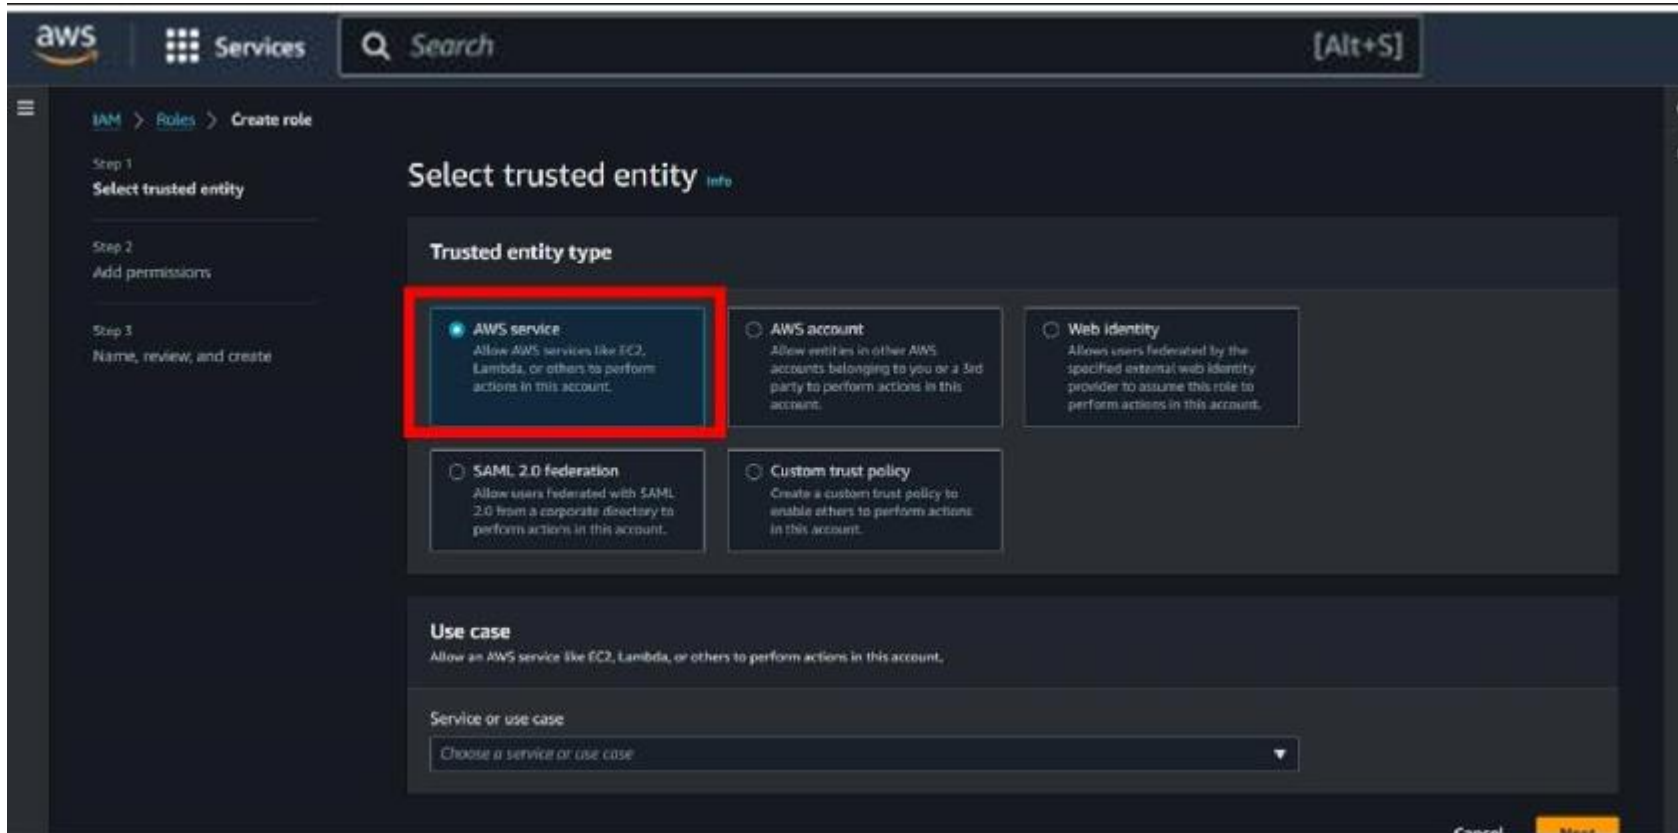 aws
Services
Search
[Alt+S]
IAM > Roles > Create role
Step 1
Select trusted entity
Step 2
Add permissions
Step 3
Name, review, and create
Select trusted entity Info
Trusted entity type
AWS service
Allow AWS services like EC2,
Lambda, or others to perform
actions in this account.
AWS account
Allow entities in other AWS
accounts belonging to you or a 3rd
party to perform actions in this
account.
Web identity
Allows users federated by the
specified external web identity
provider to assume this role to
perform actions in this account.
SAML 2.0 federation
Allow users federated with SAML
2.0 from a corporate directory to
perform actions in this account.
Custom trust policy
Create a custom trust policy to
enable others to perform actions
in this account.
Use case
Allow an AWS service like EC2, Lambda, or others to perform actions in this account.
Service or use case
Choose a service or use case
Cancel
Next